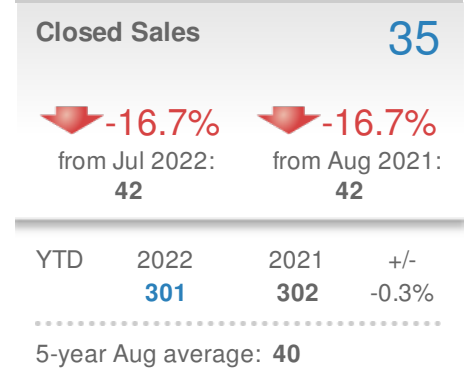 Closed Sales 35
-16.7% -16.7%
from Jul 2022: from Aug 2021:
42 42
YTD 2022 2021 +/-
301 302 -0.3%
5-year Aug average: 40